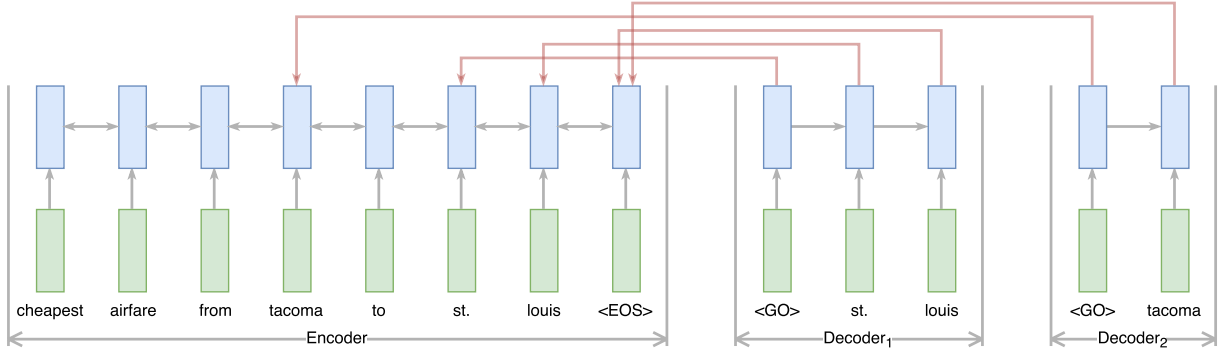 cheapest airfare from tacoma to st. louis <EOS> <GO> st. louis <GO> tacoma
Encoder Decoder1 Decoder2